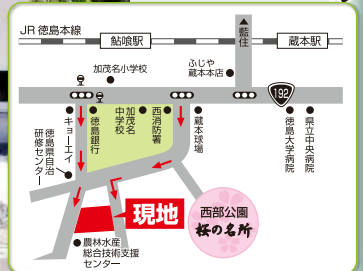 JR 徳島本線
鮎喰駅
▲藍住
蔵本駅
加茂名小学校
ふじや
蔵本本店
192
キョーエイ
徳島県自治
研修センター
徳島銀行
加茂名
中学校
西消防署
蔵本球場
徳島大学病院
県立中央病院
現地
西部公園
桜の名所
農林水産
総合技術支援
センター